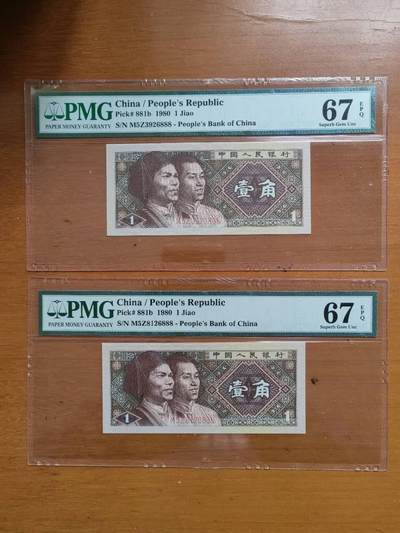 PMG
PAPER MONEY GUARANTY
China / People's Republic
Pick# 881b 1980 1 Jiao
S/N M5Z3926888 - People's Bank of China
67 EPQ
Superb Gem Unc
中国人民银行
壹角
1
1
PMG
PAPER MONEY GUARANTY
China / People's Republic
Pick# 881b 1980 1 Jiao
S/N M5Z8126888 - People's Bank of China
67 EPQ
Superb Gem Unc
中国人民银行
壹角
1
1